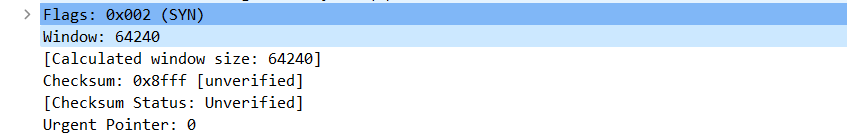 Flags: 0x002 (SYN)
Window: 64240
[Calculated window size: 64240]
Checksum: 0x8fff [unverified]
[Checksum Status: Unverified]
Urgent Pointer: 0